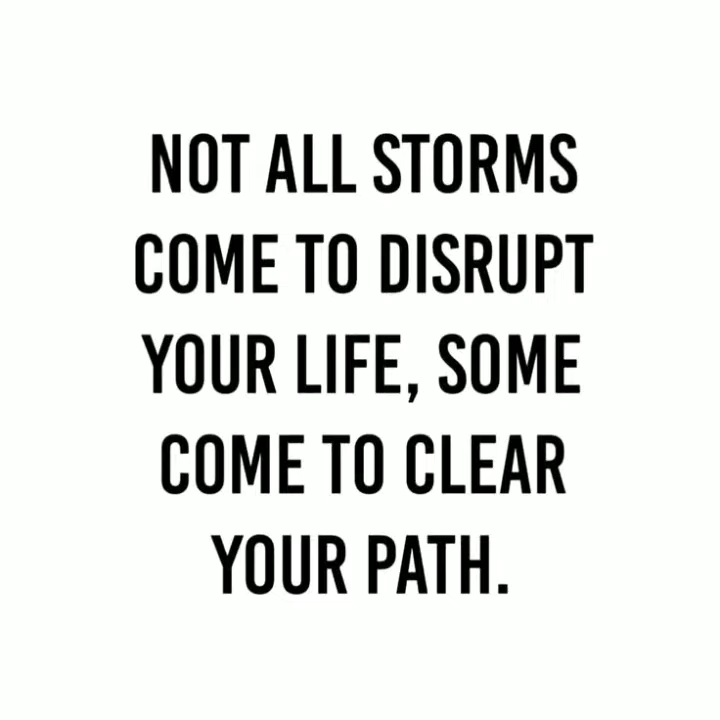 NOT ALL STORMS
COME TO DISRUPT
YOUR LIFE, SOME
COME TO CLEAR
YOUR PATH.